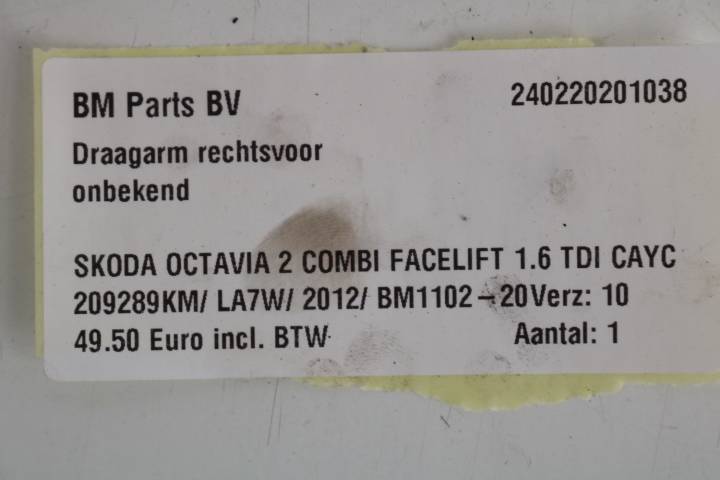 BM Parts BV 240220201038
Draagarm rechtsvoor
onbekend
SKODA OCTAVIA 2 COMBI FACELIFT 1.6 TDI CAYC
209289KM/ LA7W/ 2012/ BM1102-20Verz: 10
49.50 Euro incl. BTW Aantal: 1